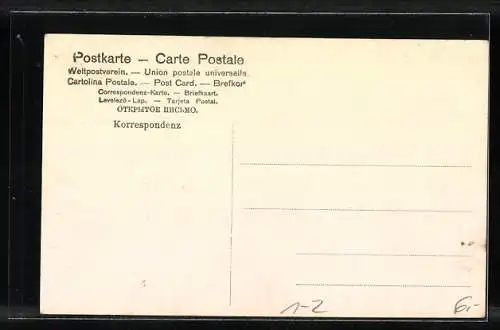 Postkarte — Carte Postale
Weltpostverein. — Union postale universelle.
Cartolina Postale. — Post Card. — Brefkor
Correspondenz-Karte. — Briefkaart.
Levelező-Lap. — Tarjeta Postal.
ОТКРЫТОЕ ПИСЬМО.
Korrespondenz
1-2
6.-